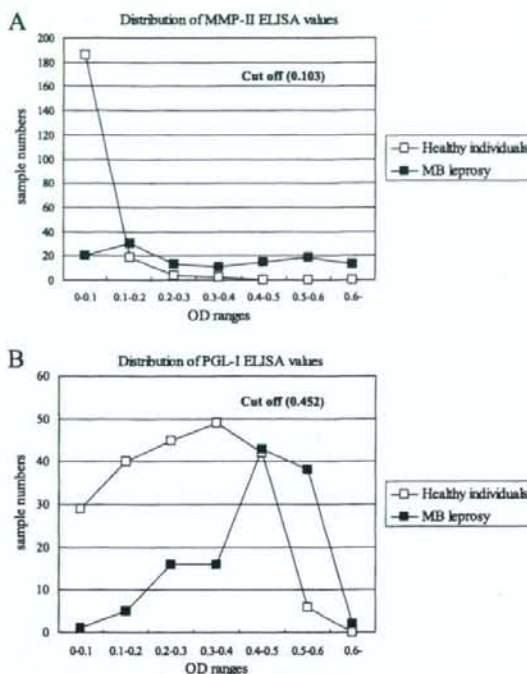 A
Distribution of MMP-II ELISA values
200
180
160
140
120
100
80
60
40
20
0
sample numbers
Cut off (0.103)
Healthy individuals
MB leprosy
0-0.1 0.1-0.2 0.2-0.3 0.3-0.4 0.4-0.5 0.5-0.6 0.6-
OD ranges
B
Distribution of PGL-I ELISA values
60
50
40
30
20
10
0
sample numbers
Cut off (0.452)
Healthy individuals
MB leprosy
0-0.1 0.1-0.2 0.2-0.3 0.3-0.4 0.4-0.5 0.5-0.6 0.6-
OD ranges